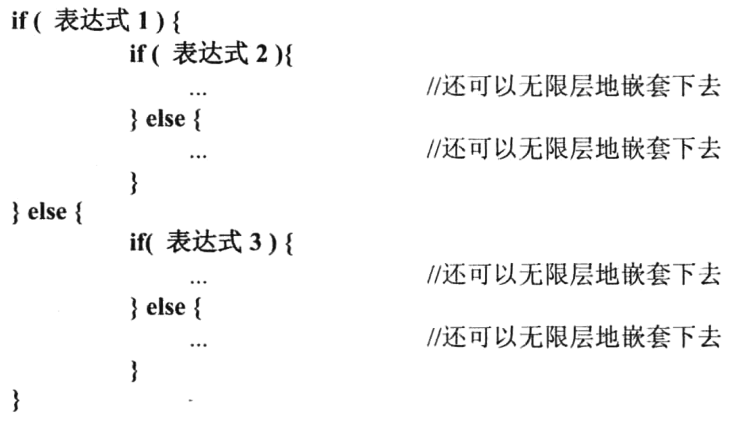 if ( 表达式 1 ) {
if ( 表达式 2 ){
... //还可以无限层地嵌套下去
} else {
... //还可以无限层地嵌套下去
}
} else {
if( 表达式 3 ) {
... //还可以无限层地嵌套下去
} else {
... //还可以无限层地嵌套下去
}
}